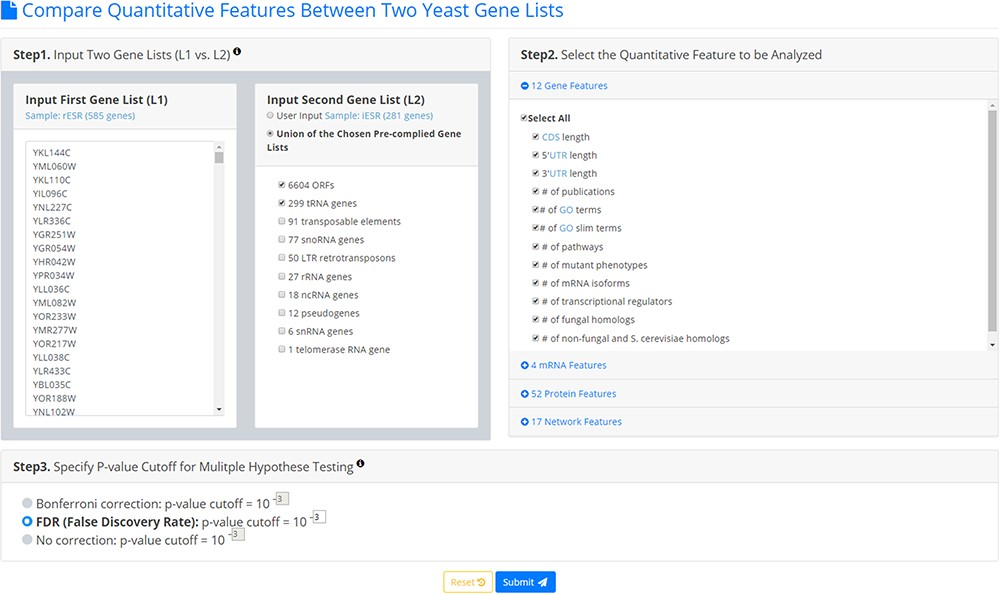 Compare Quantitative Features Between Two Yeast Gene Lists
Step1. Input Two Gene Lists (L1 vs. L2)
Input First Gene List (L1)
Sample: rESR (585 genes)
YKL144C
YML060W
YKL110C
YIL096C
YNL227C
YLR336C
YGR251W
YGR054W
YHR042W
YPR034W
YLL036C
YML082W
YOR233W
YMR277W
YOR217W
YLL038C
YLR433C
YBL035C
YOR188W
YNL102W
Input Second Gene List (L2)
User Input Sample: iESR (281 genes)
Union of the Chosen Pre-complied Gene
Lists
6604 ORFs
299 tRNA genes
91 transposable elements
77 snoRNA genes
50 LTR retrotransposons
27 rRNA genes
18 ncRNA genes
12 pseudogenes
6 snRNA genes
1 telomerase RNA gene
Step2. Select the Quantitative Feature to be Analyzed
12 Gene Features
Select All
CDS length
5'UTR length
3'UTR length
# of publications
# of GO terms
# of GO slim terms
# of pathways
# of mutant phenotypes
# of mRNA isoforms
# of transcriptional regulators
# of fungal homologs
# of non-fungal and S. cerevisiae homologs
4 mRNA Features
52 Protein Features
17 Network Features
Step3. Specify P-value Cutoff for Mulitple Hypothese Testing
Bonferroni correction: p-value cutoff = 10 -3
FDR (False Discovery Rate): p-value cutoff = 10 -3
No correction: p-value cutoff = 10 -3
Reset Submit